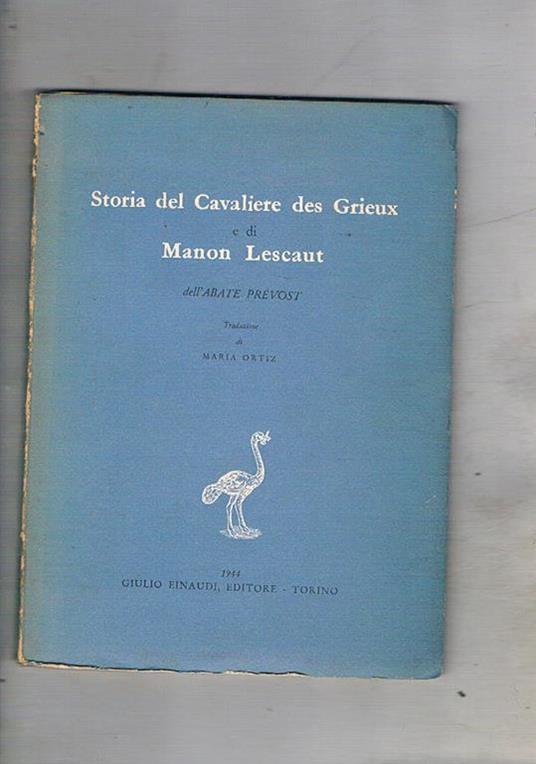 Storia del Cavaliere des Grieux
e di
Manon Lescaut
dell'ABATE PRÉVOST
Traduzione
di
MARIA ORTIZ
1944
GIULIO EINAUDI, EDITORE - TORINO